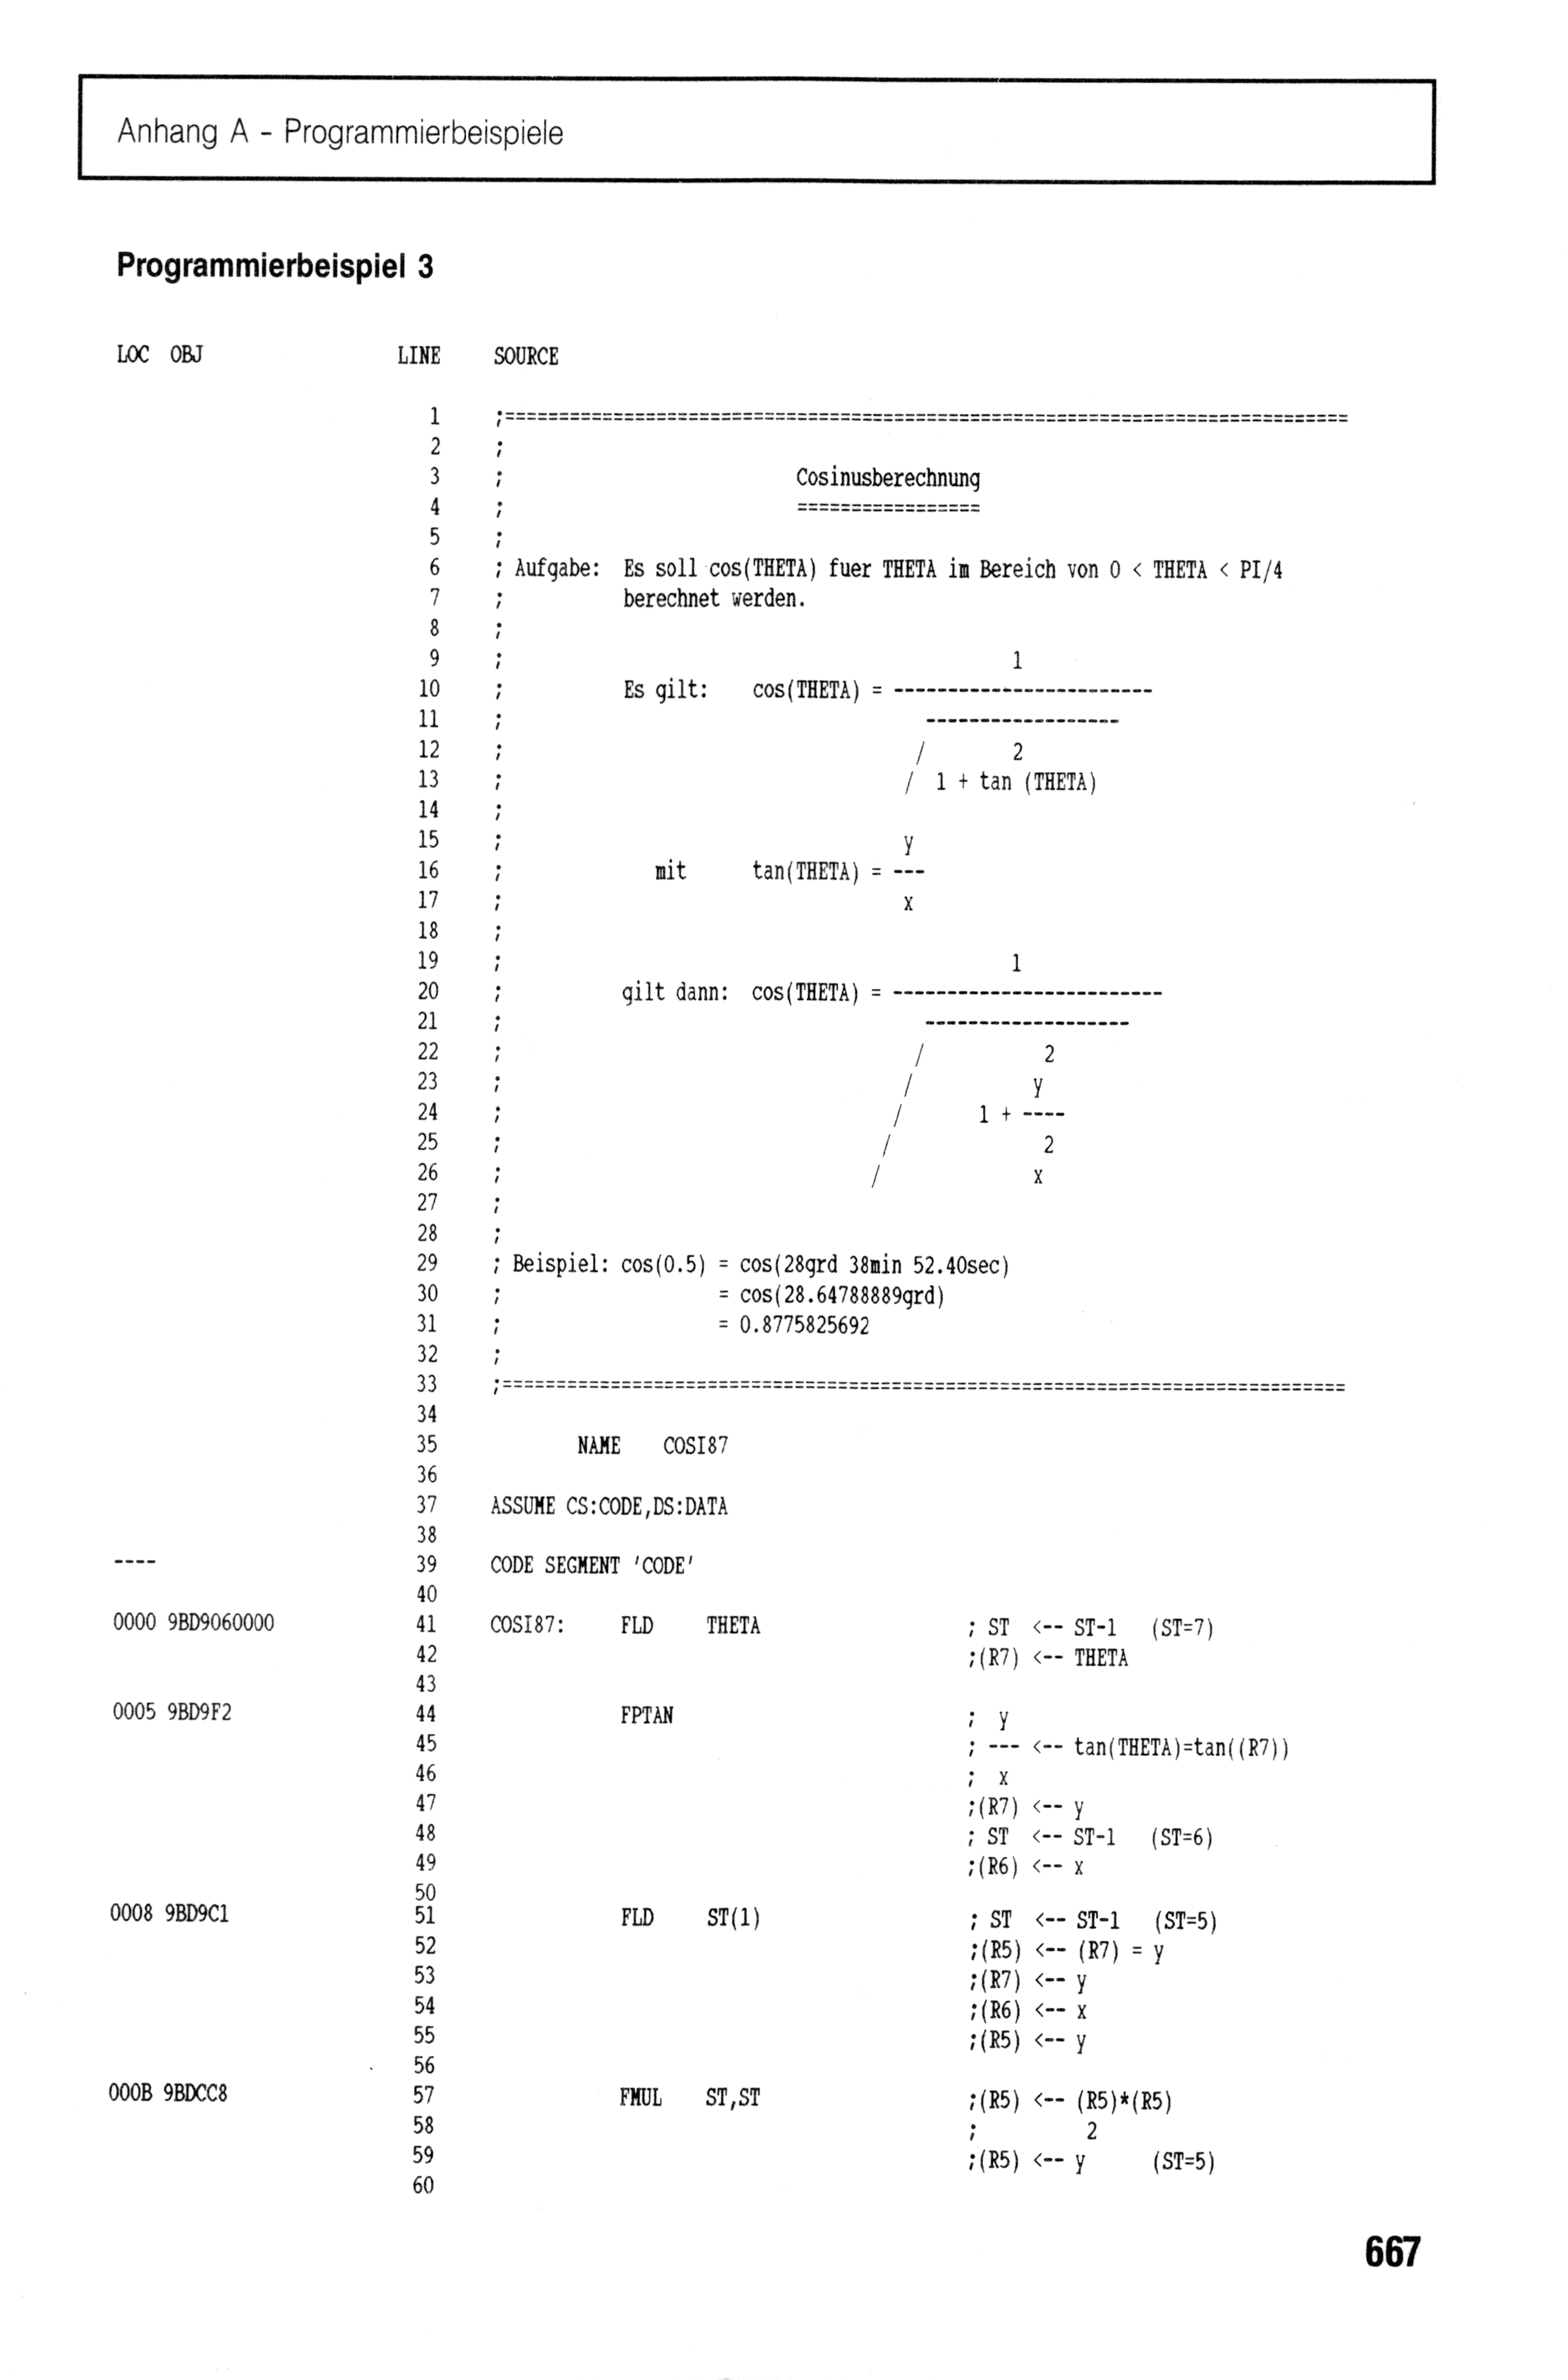 Anhang A - Programmierbeispiele
Programmierbeispiel 3
LOC  OBJ                  LINE     SOURCE
1     ;==============================================================================
2     ;
3     ;                           Cosinusberechnung
4     ;                           =================
5     ;
6     ; Aufgabe:  Es soll cos(THETA) fuer THETA im Bereich von 0 < THETA < PI/4
7     ;           berechnet werden.
8     ;
9     ;                                               1
10     ;           Es gilt:    cos(THETA) = ------------------------
11     ;                                       ------------------
12     ;                                      /        2
13     ;                                     /  1 + tan (THETA)
14     ;
15     ;                                     y
16     ;              mit      tan(THETA) = ---
17     ;                                     x
18     ;
19     ;                                               1
20     ;           gilt dann:  cos(THETA) = -------------------------
21     ;                                       -------------------
22     ;                                      /           2
23     ;                                     /           y
24     ;                                    /       1 + ----
25     ;                                   /              2
26     ;                                  /              x
27     ;
28     ;
29     ; Beispiel: cos(0.5) = cos(28grd 38min 52.40sec)
30     ;                    = cos(28.64788889grd)
31     ;                    = 0.8775825692
32     ;
33     ;==============================================================================
34
35             NAME    COSI87
36
37     ASSUME CS:CODE,DS:DATA
38
----                        39     CODE SEGMENT 'CODE'
40
0000 9BD9060000             41     COSI87:     FLD     THETA                   ; ST  <-- ST-1   (ST=7)
42                                             ;(R7) <-- THETA
43
0005 9BD9F2                 44                 FPTAN                           ;  y
45                                             ; --- <-- tan(THETA)=tan((R7))
46                                             ;  x
47                                             ;(R7) <-- y
48                                             ; ST  <-- ST-1   (ST=6)
49                                             ;(R6) <-- x
50
0008 9BD9C1                 51                 FLD     ST(1)                   ; ST  <-- ST-1   (ST=5)
52                                             ;(R5) <-- (R7) = y
53                                             ;(R7) <-- y
54                                             ;(R6) <-- x
55                                             ;(R5) <-- y
56
000B 9BDCC8                 57                 FMUL    ST,ST                   ;(R5) <-- (R5)*(R5)
58                                             ;          2
59                                             ;(R5) <-- y      (ST=5)
60
667